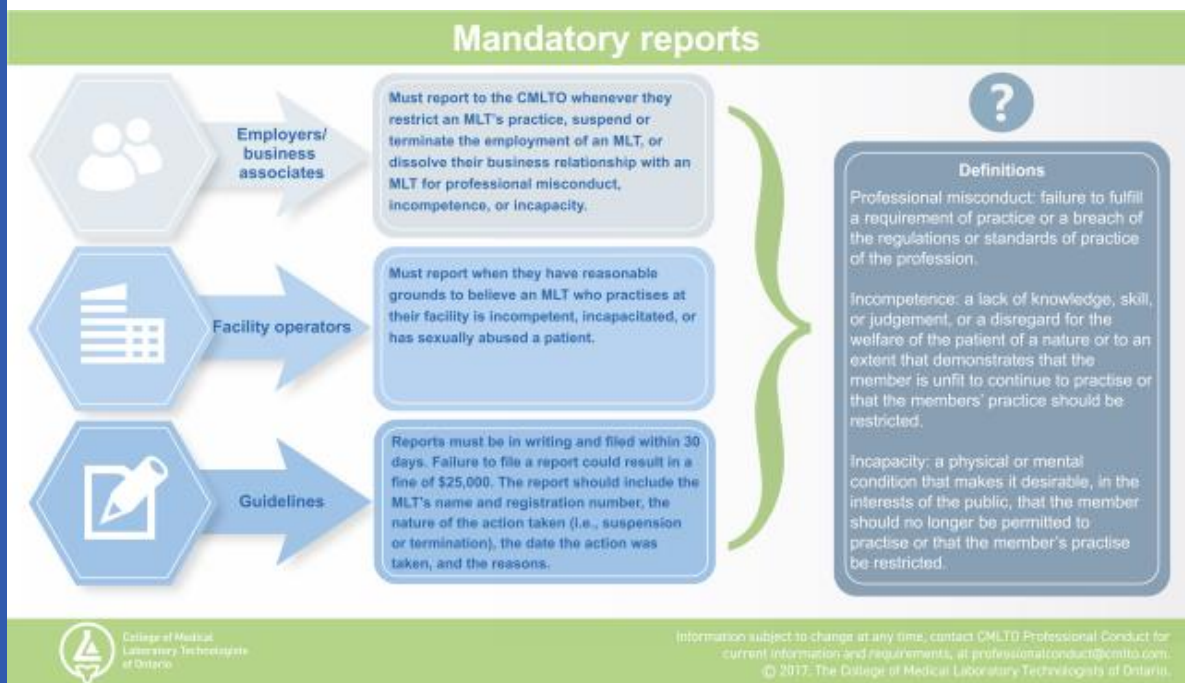 Mandatory reports
Employers/
business
associates
Must report to the CMLTO whenever they
restrict an MLT's practice, suspend or
terminate the employment of an MLT, or
dissolve their business relationship with an
MLT for professional misconduct,
incompetence, or incapacity.
Facility operators
Must report when they have reasonable
grounds to believe an MLT who practises at
their facility is incompetent, incapacitated, or
has sexually abused a patient.
Guidelines
Reports must be in writing and filed within 30
days. Failure to file a report could result in a
fine of $25,000. The report should include the
MLT's name and registration number, the
nature of the action taken (i.e., suspension
or termination), the date the action was
taken, and the reasons.
?
Definitions
Professional misconduct: failure to fulfill
a requirement of practice or a breach of
the regulations or standards of practice
of the profession.
Incompetence: a lack of knowledge, skill,
or judgement, or a disregard for the
welfare of the patient of a nature or to an
extent that demonstrates that the
member is unfit to continue to practise or
that the members' practice should be
restricted.
Incapacity: a physical or mental
condition that makes it desirable, in the
interests of the public, that the member
should no longer be permitted to
practise or that the member's practise
be restricted.
College of Medical
Laboratory Technologists
of Ontario
Information subject to change at any time, contact CMLTO Professional Conduct for
current information and requirements, at professionalconduct@cmlto.com.
© 2017, The College of Medical Laboratory Technologists of Ontario.